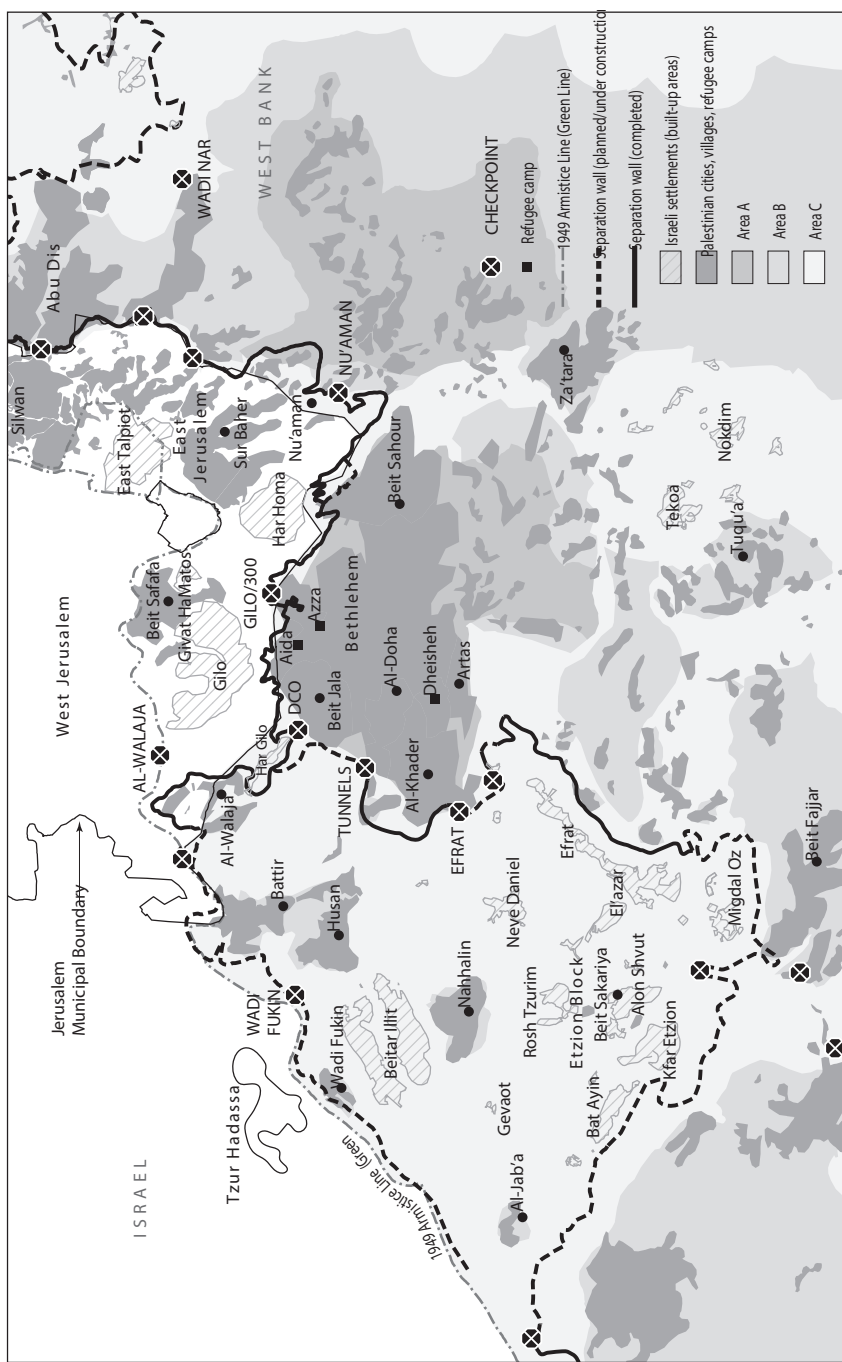 ISRAEL
Jerusalem
Municipal Boundary
West Jerusalem
Tzur Hadassa
1949 Armistice Line (Green
WADI
FUKIN
AL-WALAJA
Al-Walaja
Har Gilo
Gilo
Givat HaMatos
Beit Safafa
East Talpiot
East
Jerusalem
Silwan
Abu Dis
WADI NAR
WEST BANK
Sur Baher
Nu'aman
NU'AMAN
Har Homa
GILO/300
DCO
Aida
Azza
Bethlehem
Beit Jala
Beit Sahour
Al-Doha
Dheisheh
Artas
Al-Khader
TUNNELS
EFRAT
Battir
Husan
Wadi Fukin
Beitar Illit
Nahhalin
Neve Daniel
Efrat
El'azar
Rosh Tzurim
Etzion Block
Beit Sakariya
Alon Shvut
Kfar Etzion
Migdal Oz
Gevaot
Bat Ayin
Al-Jab'a
Beit Fajjar
Za'tara
Tekoa
Nokdim
Tuqu'a
CHECKPOINT
Refugee camp
1949 Armistice Line (Green Line)
Separation wall (planned/under constructio
Separation wall (completed)
Israeli settlements (built-up areas)
Palestinian cities, villages, refugee camps
Area A
Area B
Area C